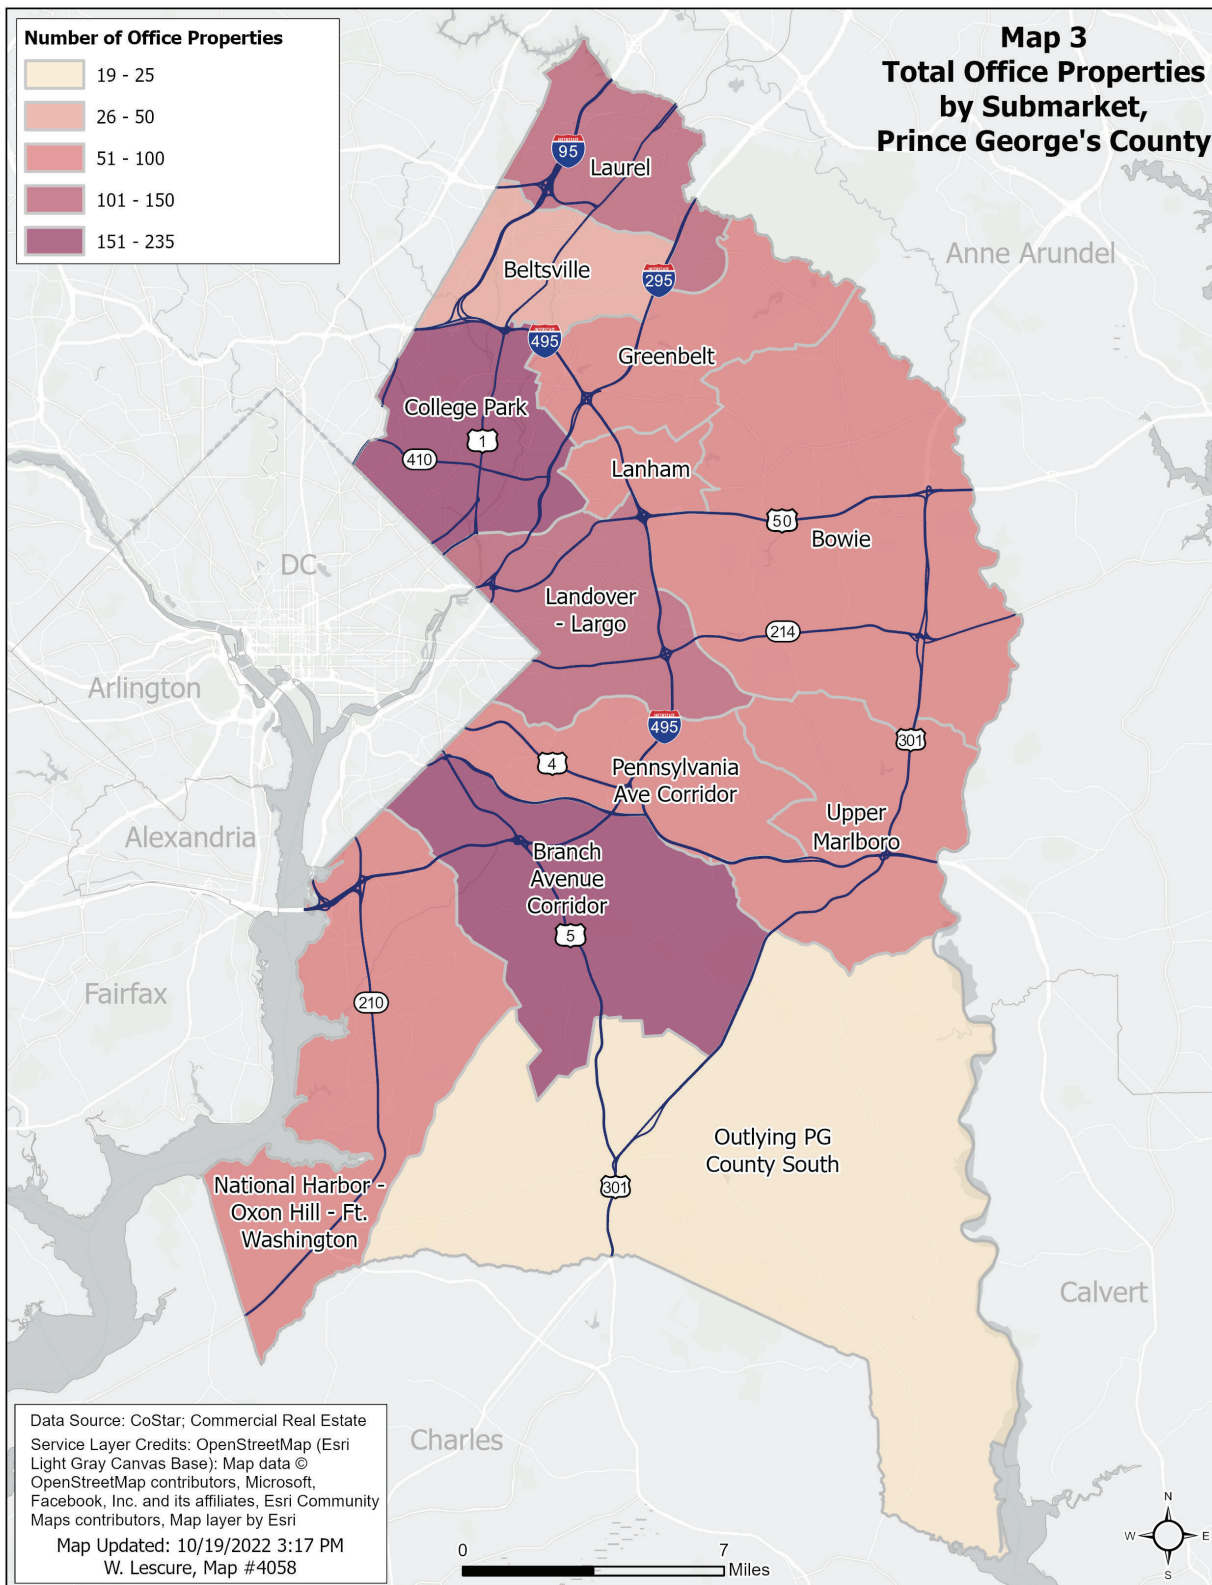 Number of Office Properties
19 - 25
26 - 50
51 - 100
101 - 150
151 - 235
Map 3
Total Office Properties
by Submarket,
Prince George's County
95
Laurel
Anne Arundel
Beltsville
295
495
Greenbelt
College Park
1
410
Lanham
50
Bowie
DC
Landover
- Largo
214
Arlington
495
301
4
Pennsylvania
Ave Corridor
Upper
Marlboro
Alexandria
Branch
Avenue
Corridor
5
Fairfax
210
Outlying PG
County South
National Harbor -
Oxon Hill - Ft.
Washington
301
Calvert
Charles
Data Source: CoStar; Commercial Real Estate
Service Layer Credits: OpenStreetMap (Esri
Light Gray Canvas Base): Map data ©
OpenStreetMap contributors, Microsoft,
Facebook, Inc. and its affiliates, Esri Community
Maps contributors, Map layer by Esri
Map Updated: 10/19/2022 3:17 PM
W. Lescure, Map #4058
0 7
Miles
N
W E
S